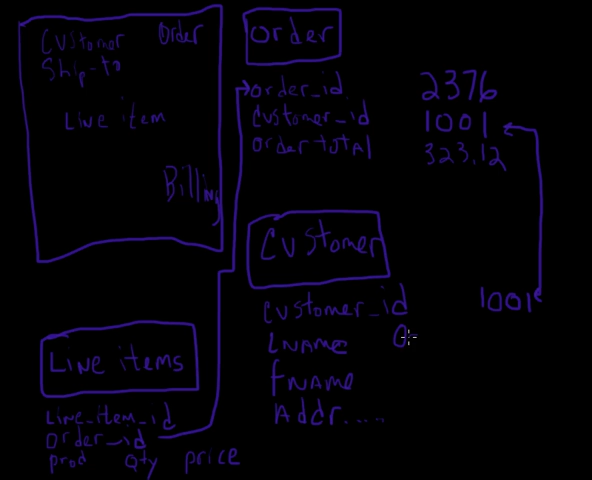 Customer Order
Ship-to
Line item
Billing
Order
order_id 2376
customer_id 1001
order total 323.12
Customer
customer_id 1001
LNAME
fNAME
Addr.....
Line items
Line_item_id
order_id
prod Qty price